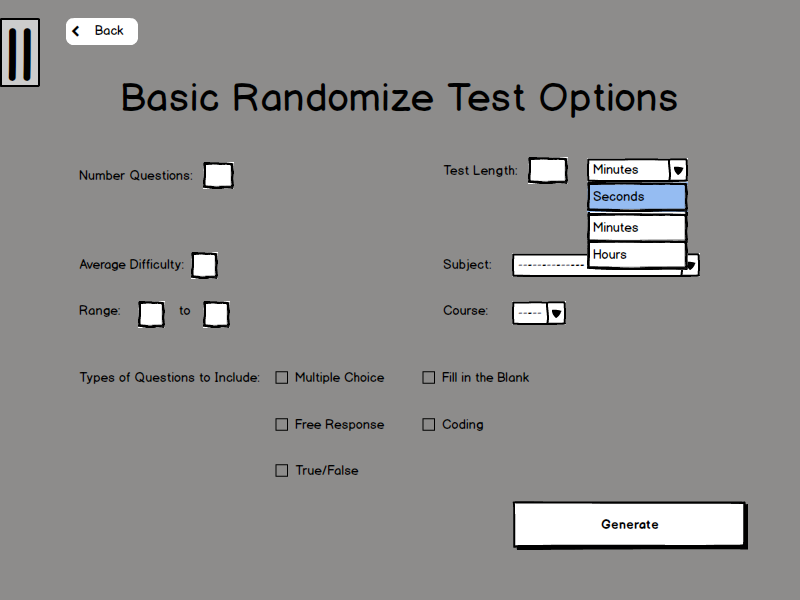 Back
Basic Randomize Test Options
Number Questions:
Test Length:
Minutes
Seconds
Minutes
Hours
Average Difficulty:
Subject:
Range:
to
Course:
Types of Questions to Include:
Multiple Choice
Fill in the Blank
Free Response
Coding
True/False
Generate